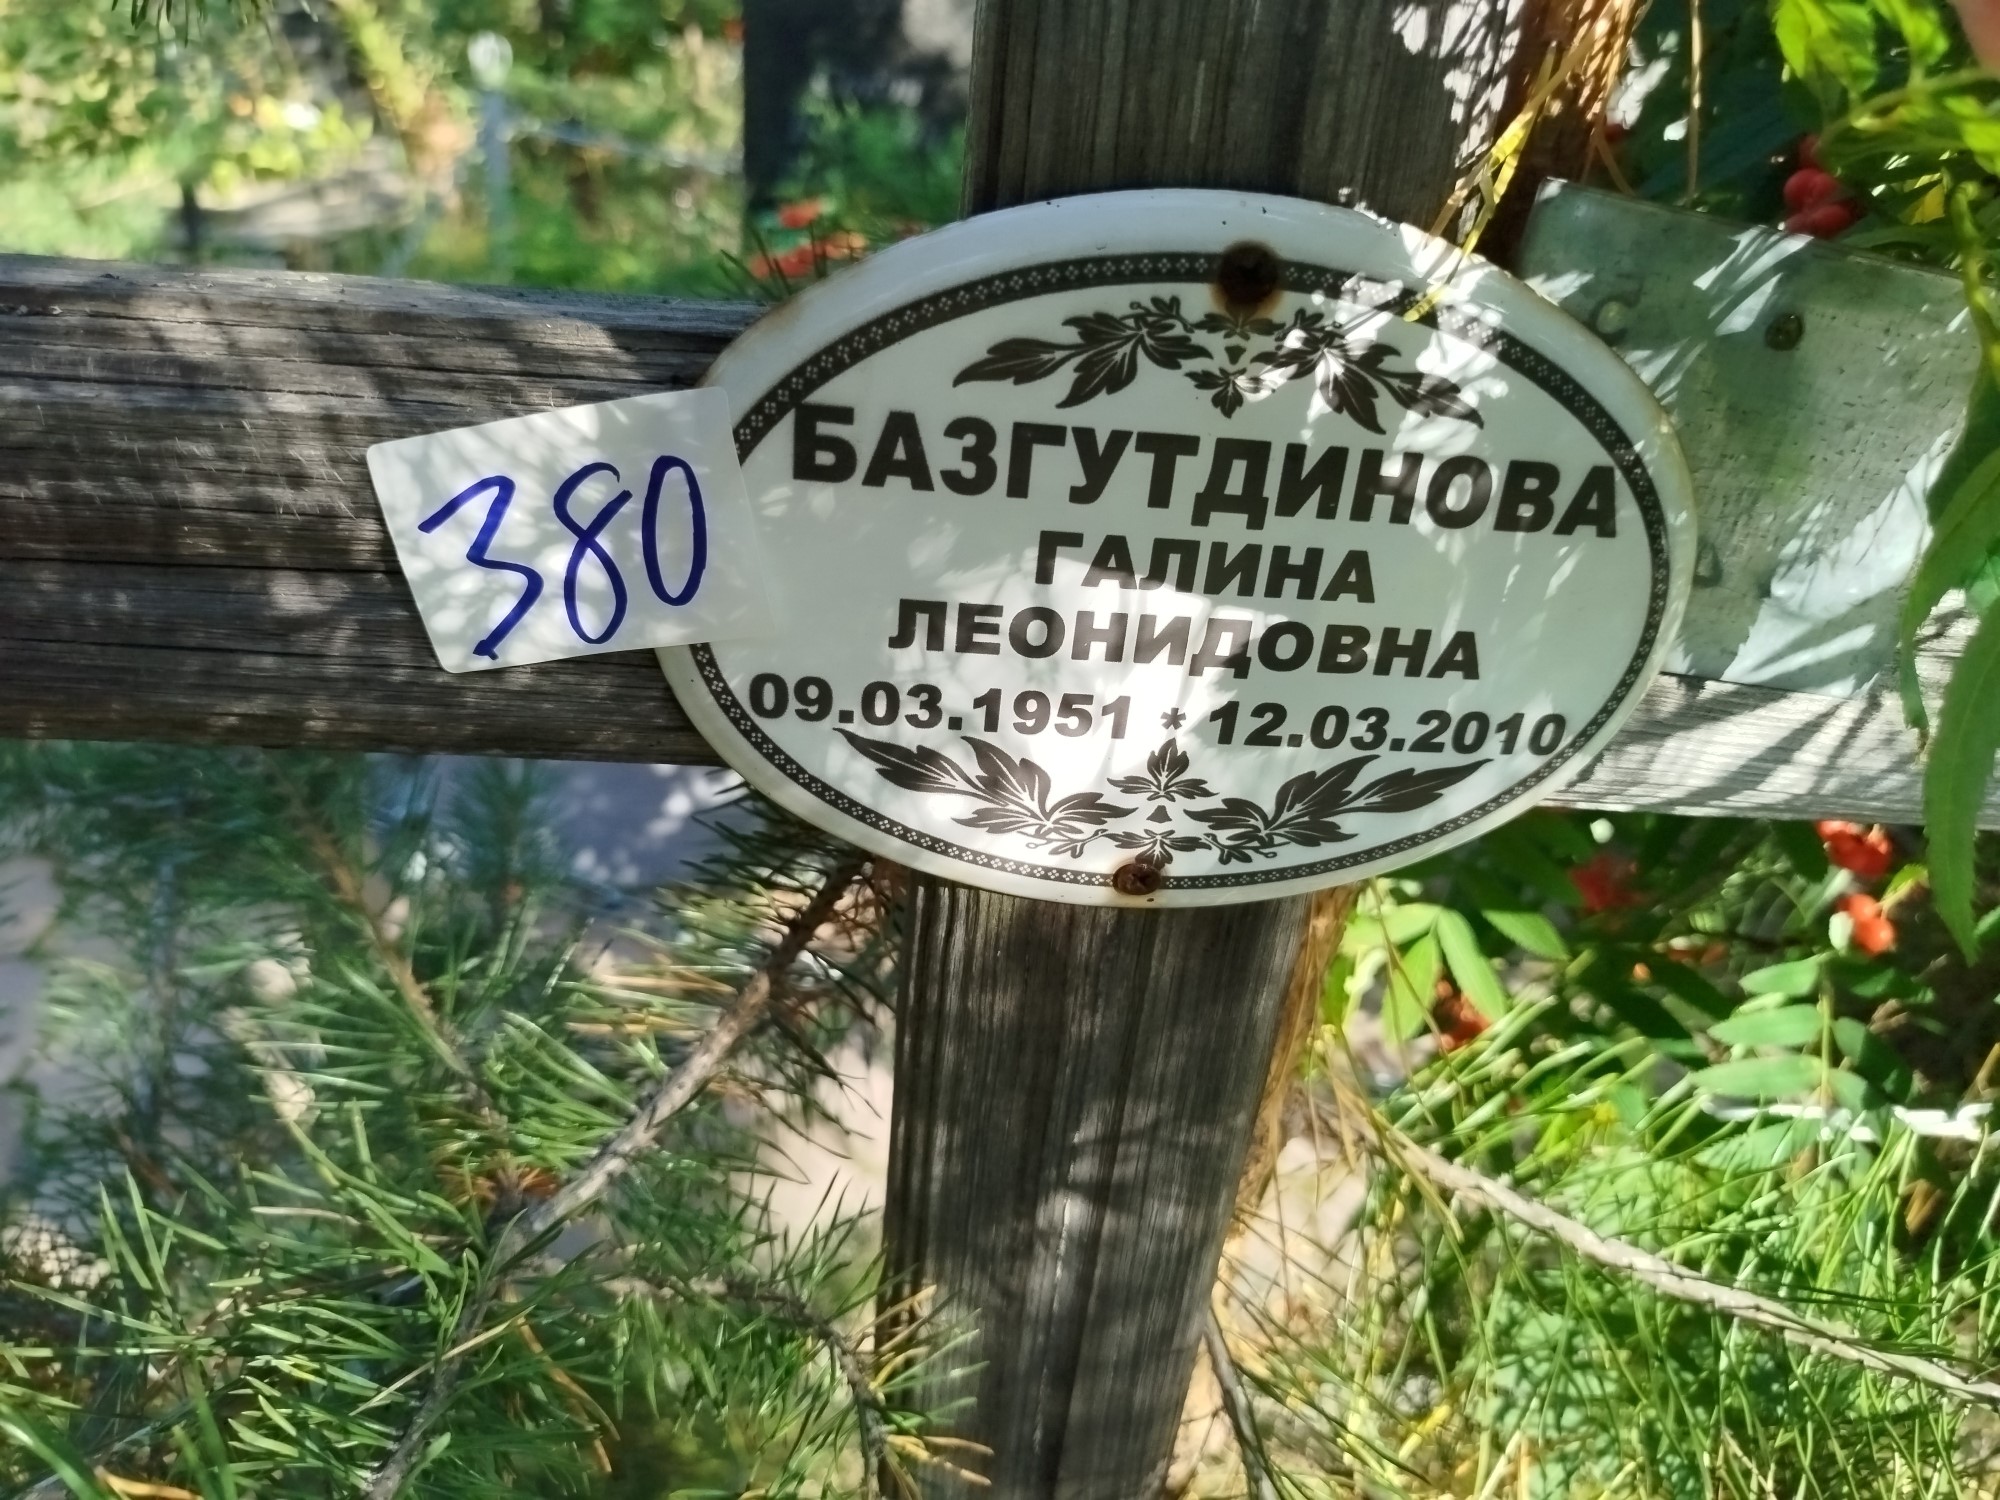 380
БАЗГУТДИНОВА
ГАЛИНА
ЛЕОНИДОВНА
09.03.1951 * 12.03.2010